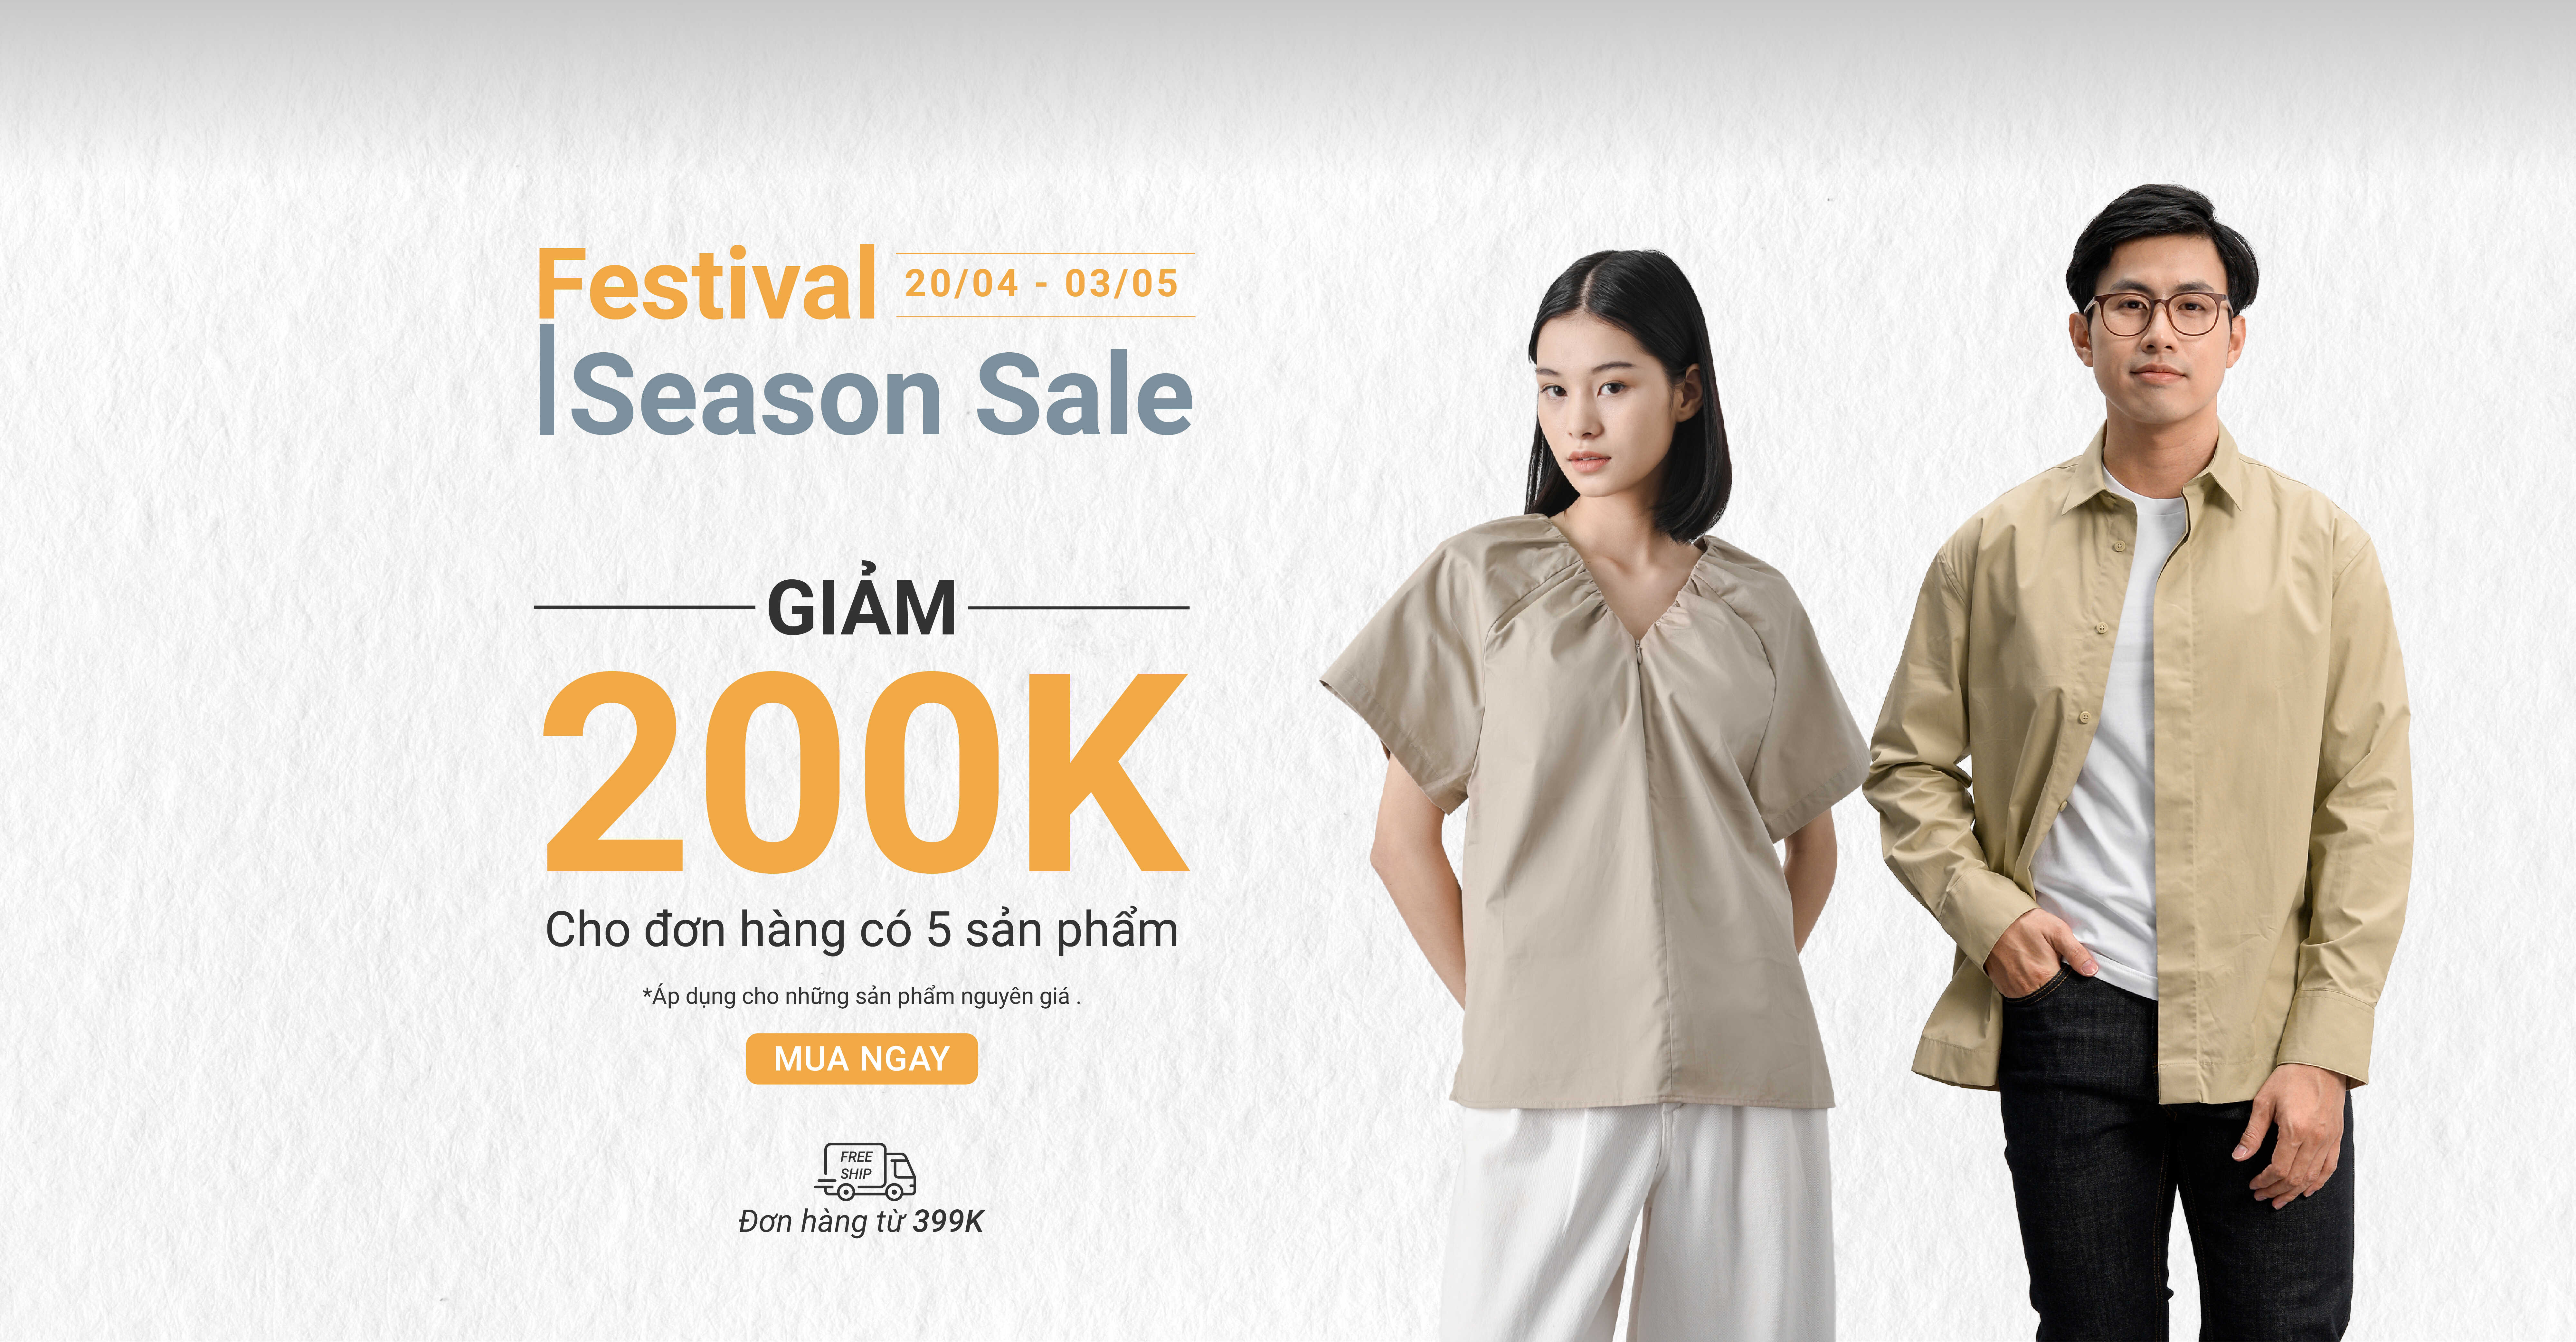 Festival 20/04 - 03/05
Season Sale
GIẢM
200K
Cho đơn hàng có 5 sản phẩm
*Áp dụng cho những sản phẩm nguyên giá .
MUA NGAY
FREE
SHIP
Đơn hàng từ 399K